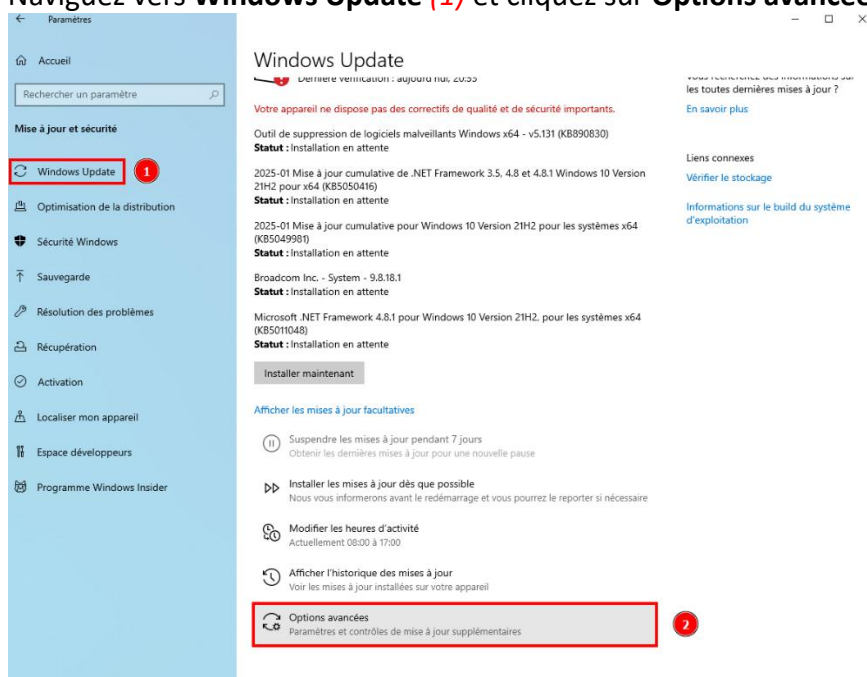 Naviguez vers Windows Update (1) et cliquez sur Options avancées
Paramètres
Accueil
Rechercher un paramètre
Mise à jour et sécurité
Windows Update
1
Optimisation de la distribution
Sécurité Windows
Sauvegarde
Résolution des problèmes
Récupération
Activation
Localiser mon appareil
Espace développeurs
Programme Windows Insider
Windows Update
Dernière vérification : aujourd'hui, 20:55
Votre appareil ne dispose pas des correctifs de qualité et de sécurité importants.
Outil de suppression de logiciels malveillants Windows x64 - v5.131 (KB890830)
Statut : Installation en attente
2025-01 Mise à jour cumulative de .NET Framework 3.5, 4.8 et 4.8.1 Windows 10 Version
21H2 pour x64 (KB5050416)
Statut : Installation en attente
2025-01 Mise à jour cumulative pour Windows 10 Version 21H2 pour les systèmes x64
(KB5049981)
Statut : Installation en attente
Broadcom Inc. - System - 9.8.18.1
Statut : Installation en attente
Microsoft .NET Framework 4.8.1 pour Windows 10 Version 21H2, pour les systèmes x64
(KB5011048)
Statut : Installation en attente
Installer maintenant
Afficher les mises à jour facultatives
Suspendre les mises à jour pendant 7 jours
Obtenir les dernières mises à jour pour une nouvelle pause
Installer les mises à jour dès que possible
Nous vous informerons avant le redémarrage et vous pourrez le reporter si nécessaire
Modifier les heures d'activité
Actuellement 08:00 à 17:00
Afficher l'historique des mises à jour
Voir les mises à jour installées sur votre appareil
Options avancées
Paramètres et contrôles de mise à jour supplémentaires
2
Vous recherchez des informations sur
les toutes dernières mises à jour ?
En savoir plus
Liens connexes
Vérifier le stockage
Informations sur le build du système
d'exploitation